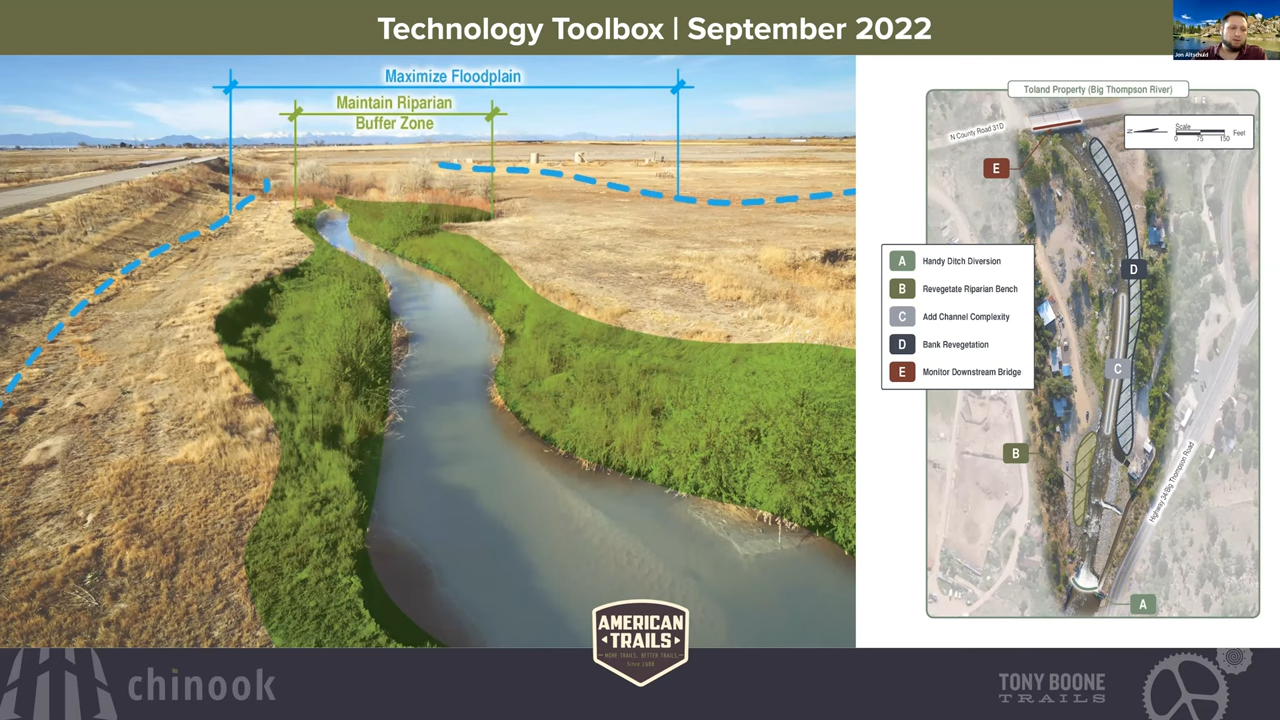 Technology Toolbox | September 2022
Jon Altschuld
Maximize Floodplain
Maintain Riparian
Buffer Zone
Toland Property (Big Thompson River)
N County Road 31D
N
Scale
0 75 150 Feet
E
A Handy Ditch Diversion
B Revegetate Riparian Bench
C Add Channel Complexity
D Bank Revegetation
E Monitor Downstream Bridge
D
C
B
Highway 34/Big Thompson Road
A
AMERICAN
TRAILS
MORE TRAILS. BETTER TRAILS.
Since 1988
chinook
TONY BOONE
TRAILS